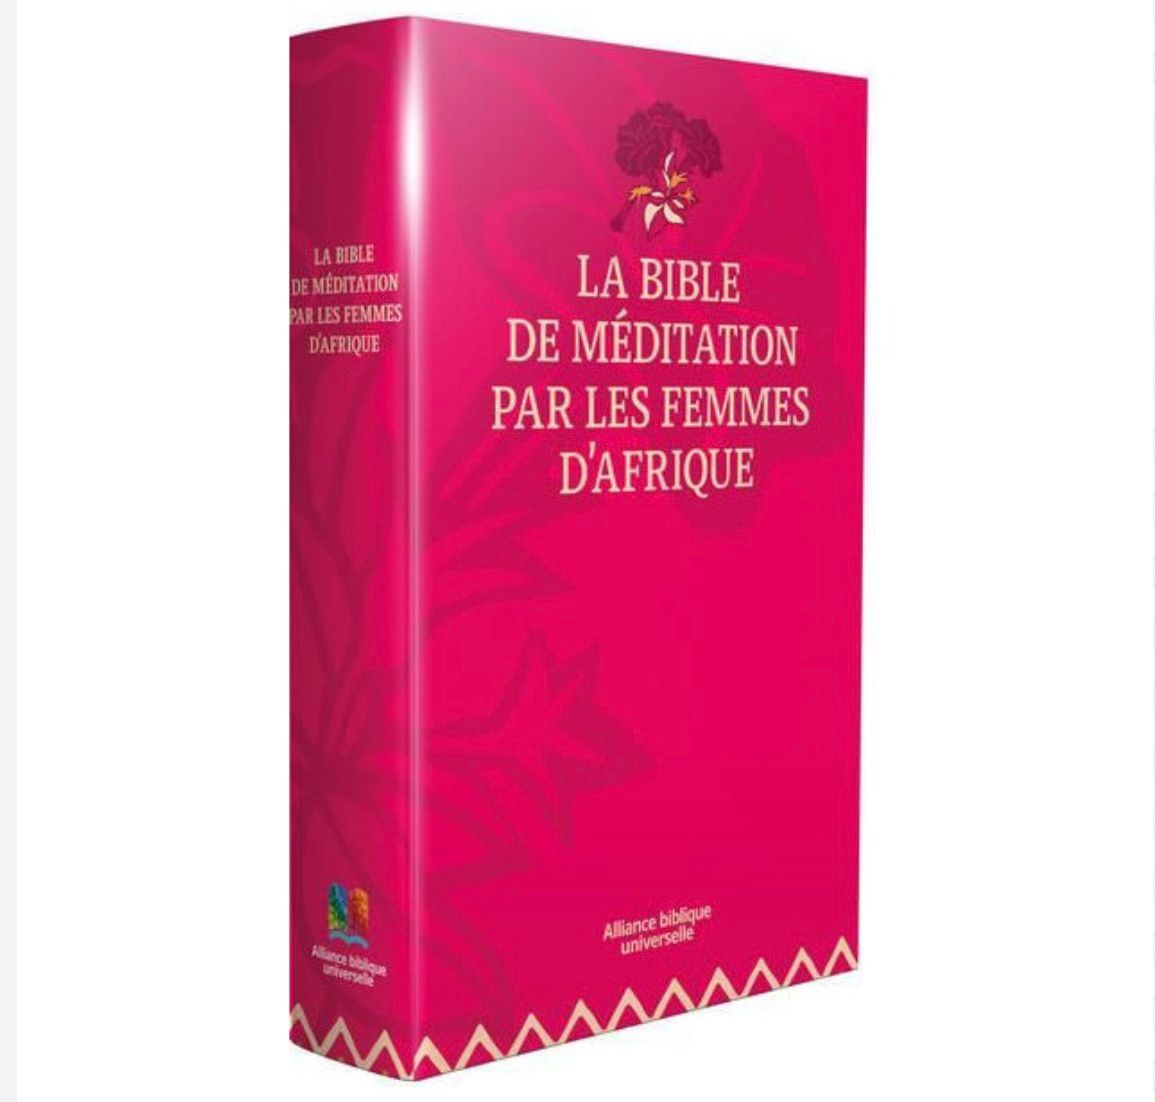 LA BIBLE
DE MÉDITATION
PAR LES FEMMES
D'AFRIQUE
Alliance biblique
universelle
LA BIBLE
DE MÉDITATION
PAR LES FEMMES
D'AFRIQUE
Alliance biblique
universelle